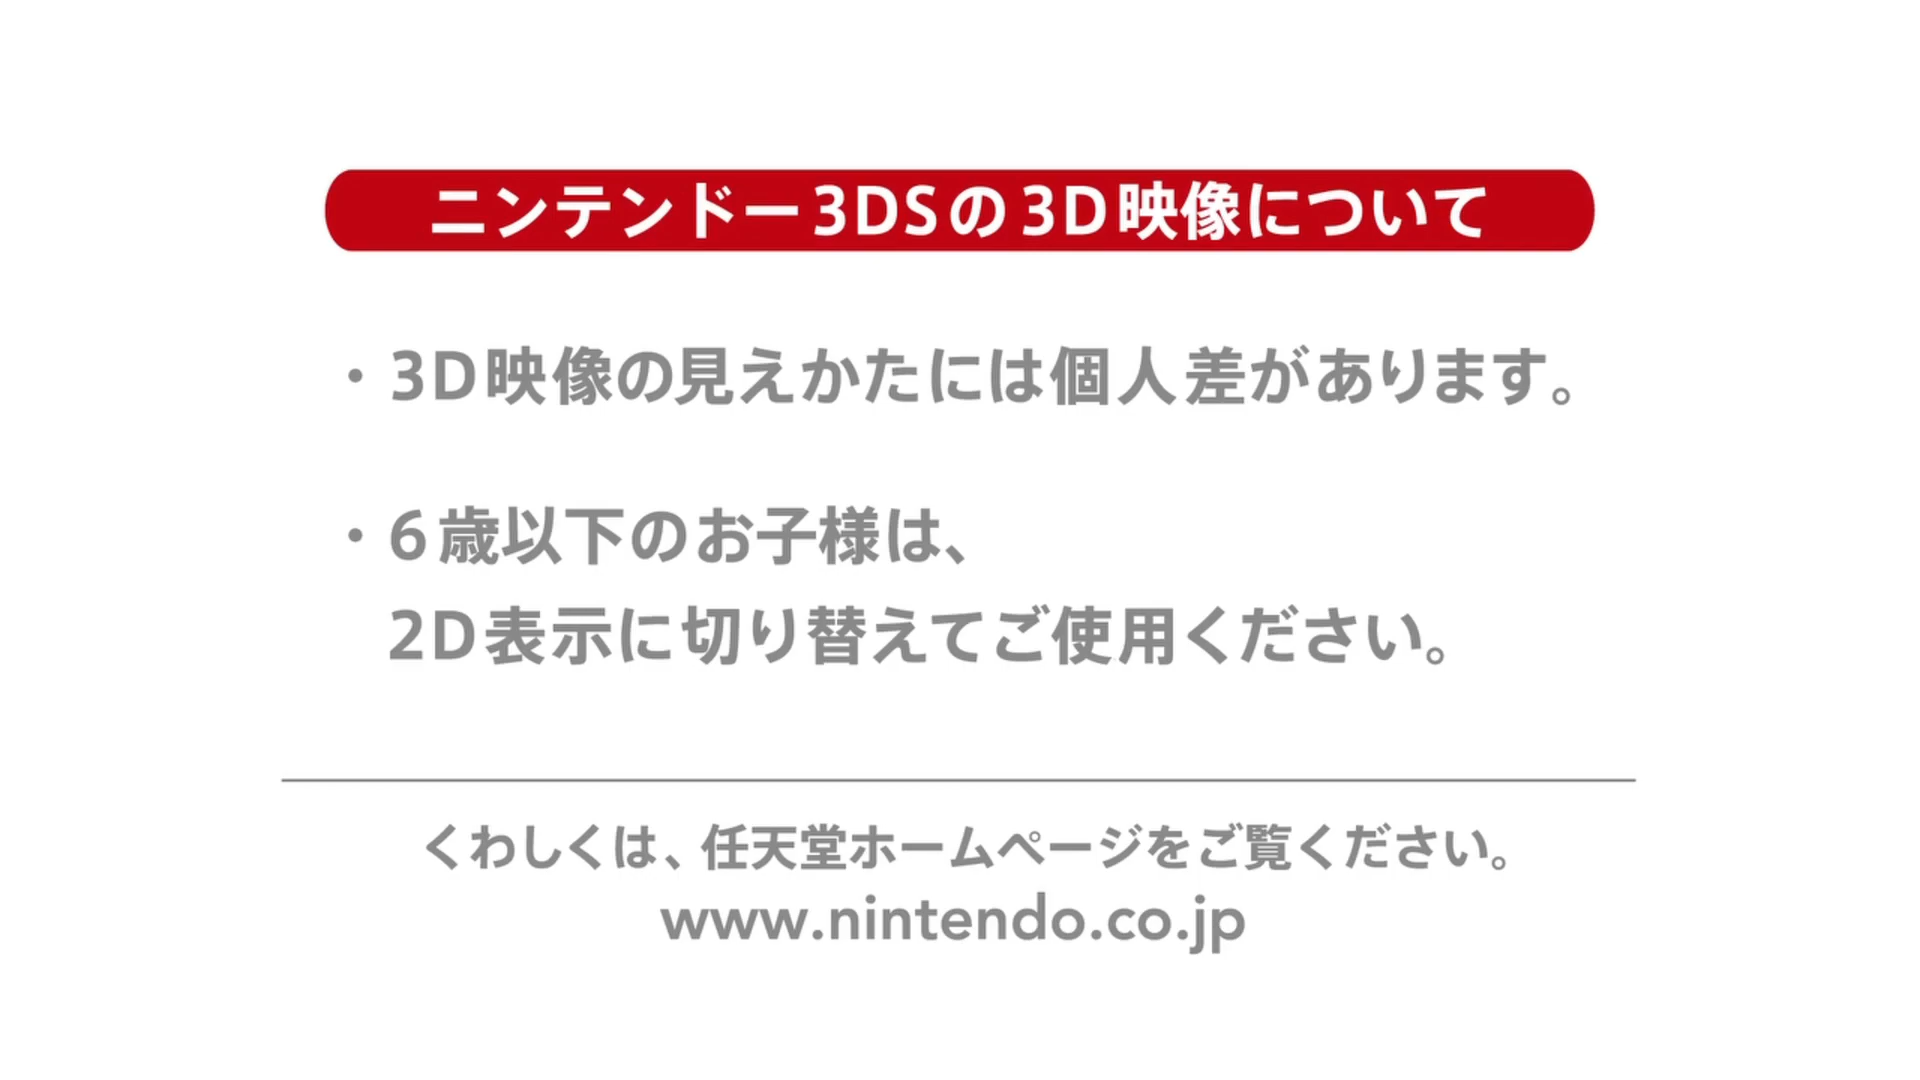 ニンテンドー3DSの3D映像について
・3D映像の見えかたには個人差があります。
・6歳以下のお子様は、
2D表示に切り替えてご使用ください。
くわしくは、任天堂ホームページをご覧ください。
www.nintendo.co.jp